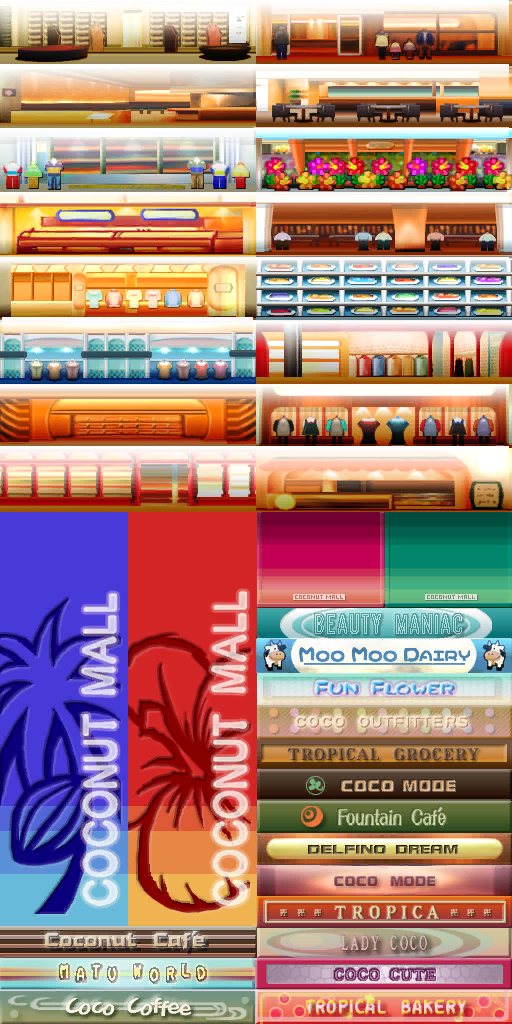 COCONUT MALL
COCONUT MALL
COCONUT MALL
COCONUT MALL
BEAUTY MANIAC
MOO MOO DAIRY
FUN FLOWER
COCO OUTFITTERS
TROPICAL GROCERY
COCO MODE
Fountain Café
DELFINO DREAM
COCO MODE
TROPICA
LADY COCO
COCO CUTE
TROPICAL BAKERY
Coconut Café
MATU WORLD
Coco Coffee